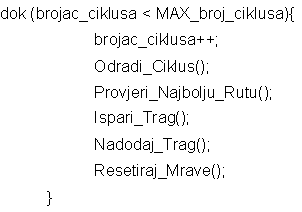 dok (brojac_ciklusa < MAX_broj_ciklusa){
brojac_ciklusa++;
Odradi_Ciklus();
Provjeri_Najbolju_Rutu();
Ispari_Trag();
Nadodaj_Trag();
Resetiraj_Mrave();
}